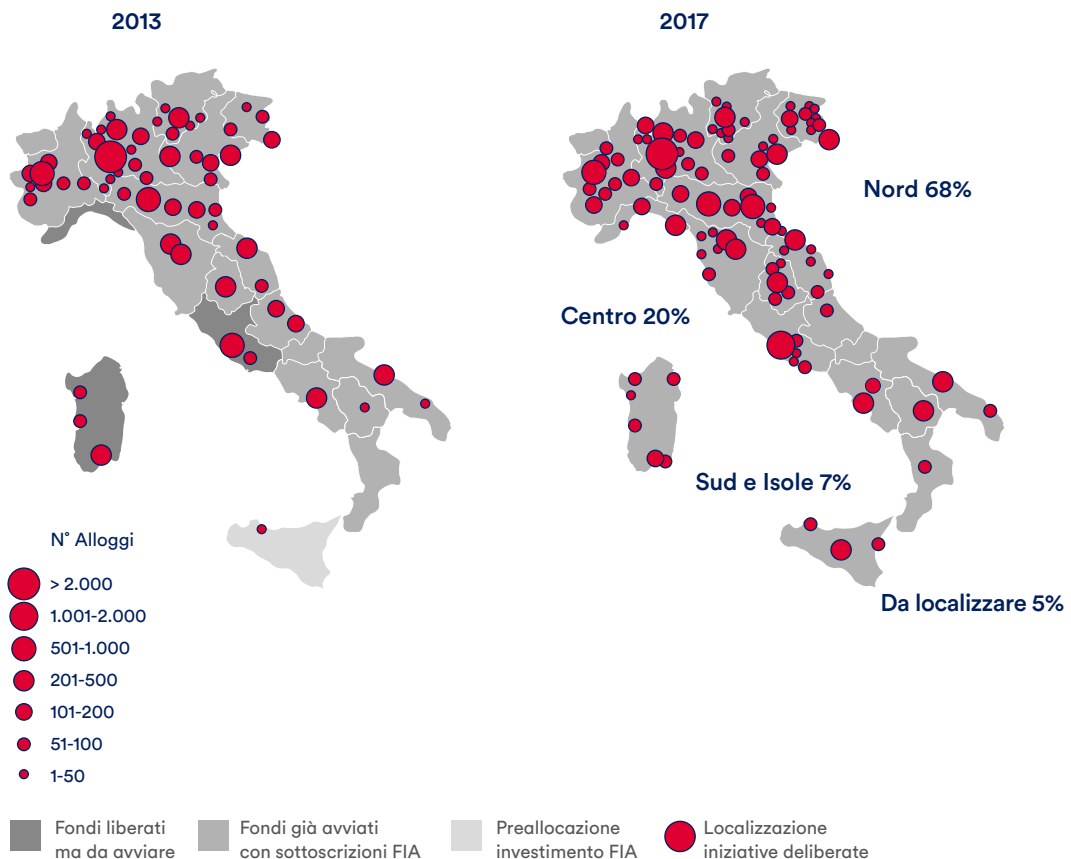 2013
2017
Nord 68%
Centro 20%
Sud e Isole 7%
Da localizzare 5%
N° Alloggi
> 2.000
1.001-2.000
501-1.000
201-500
101-200
51-100
1-50
Fondi liberati
ma da avviare
Fondi già avviati
con sottoscrizioni FIA
Preallocazione
investimento FIA
Localizzazione
iniziative deliberate